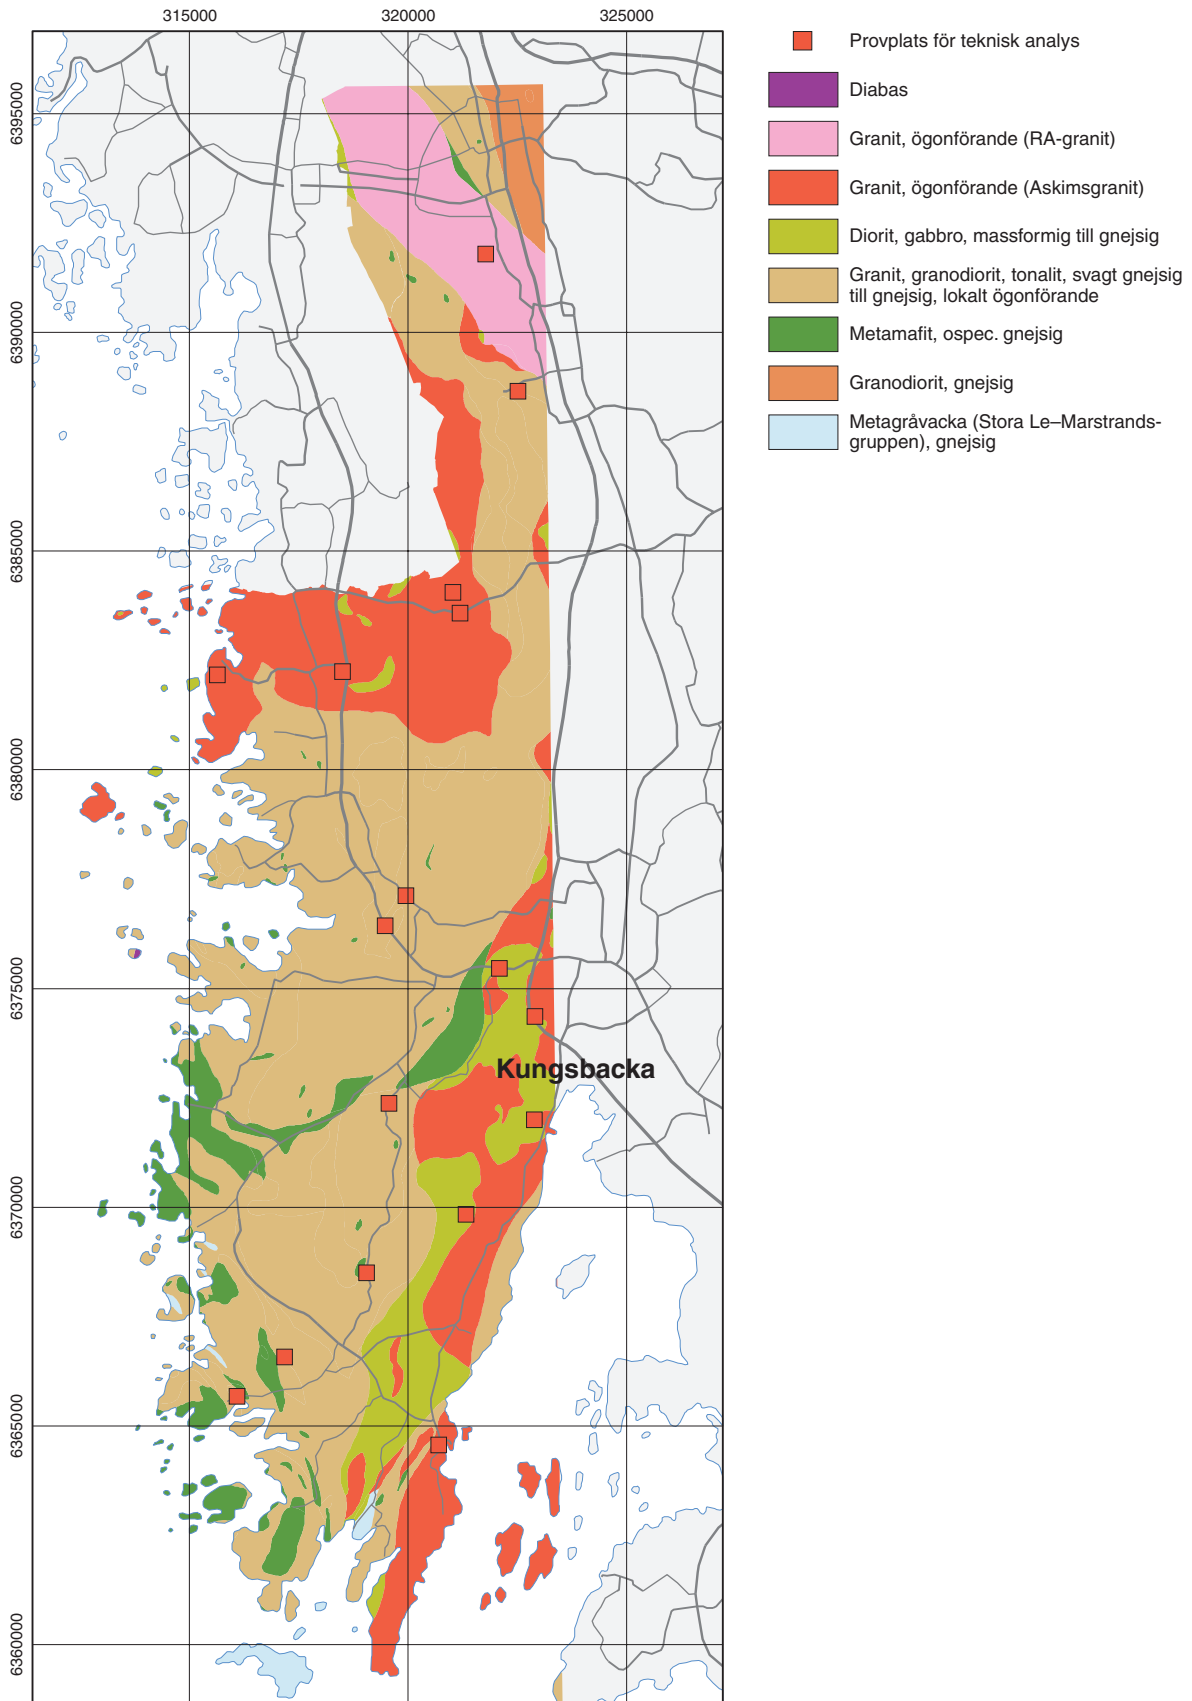 315000
320000
325000
6395000
6390000
6385000
6380000
6375000
6370000
6365000
6360000
Kungsbacka
Provplats för teknisk analys
Diabas
Granit, ögonförande (RA-granit)
Granit, ögonförande (Askimsgranit)
Diorit, gabbro, massformig till gnejsig
Granit, granodiorit, tonalit, svagt gnejsig
till gnejsig, lokalt ögonförande
Metamafit, ospec. gnejsig
Granodiorit, gnejsig
Metagråvacka (Stora Le–Marstrands-
gruppen), gnejsig